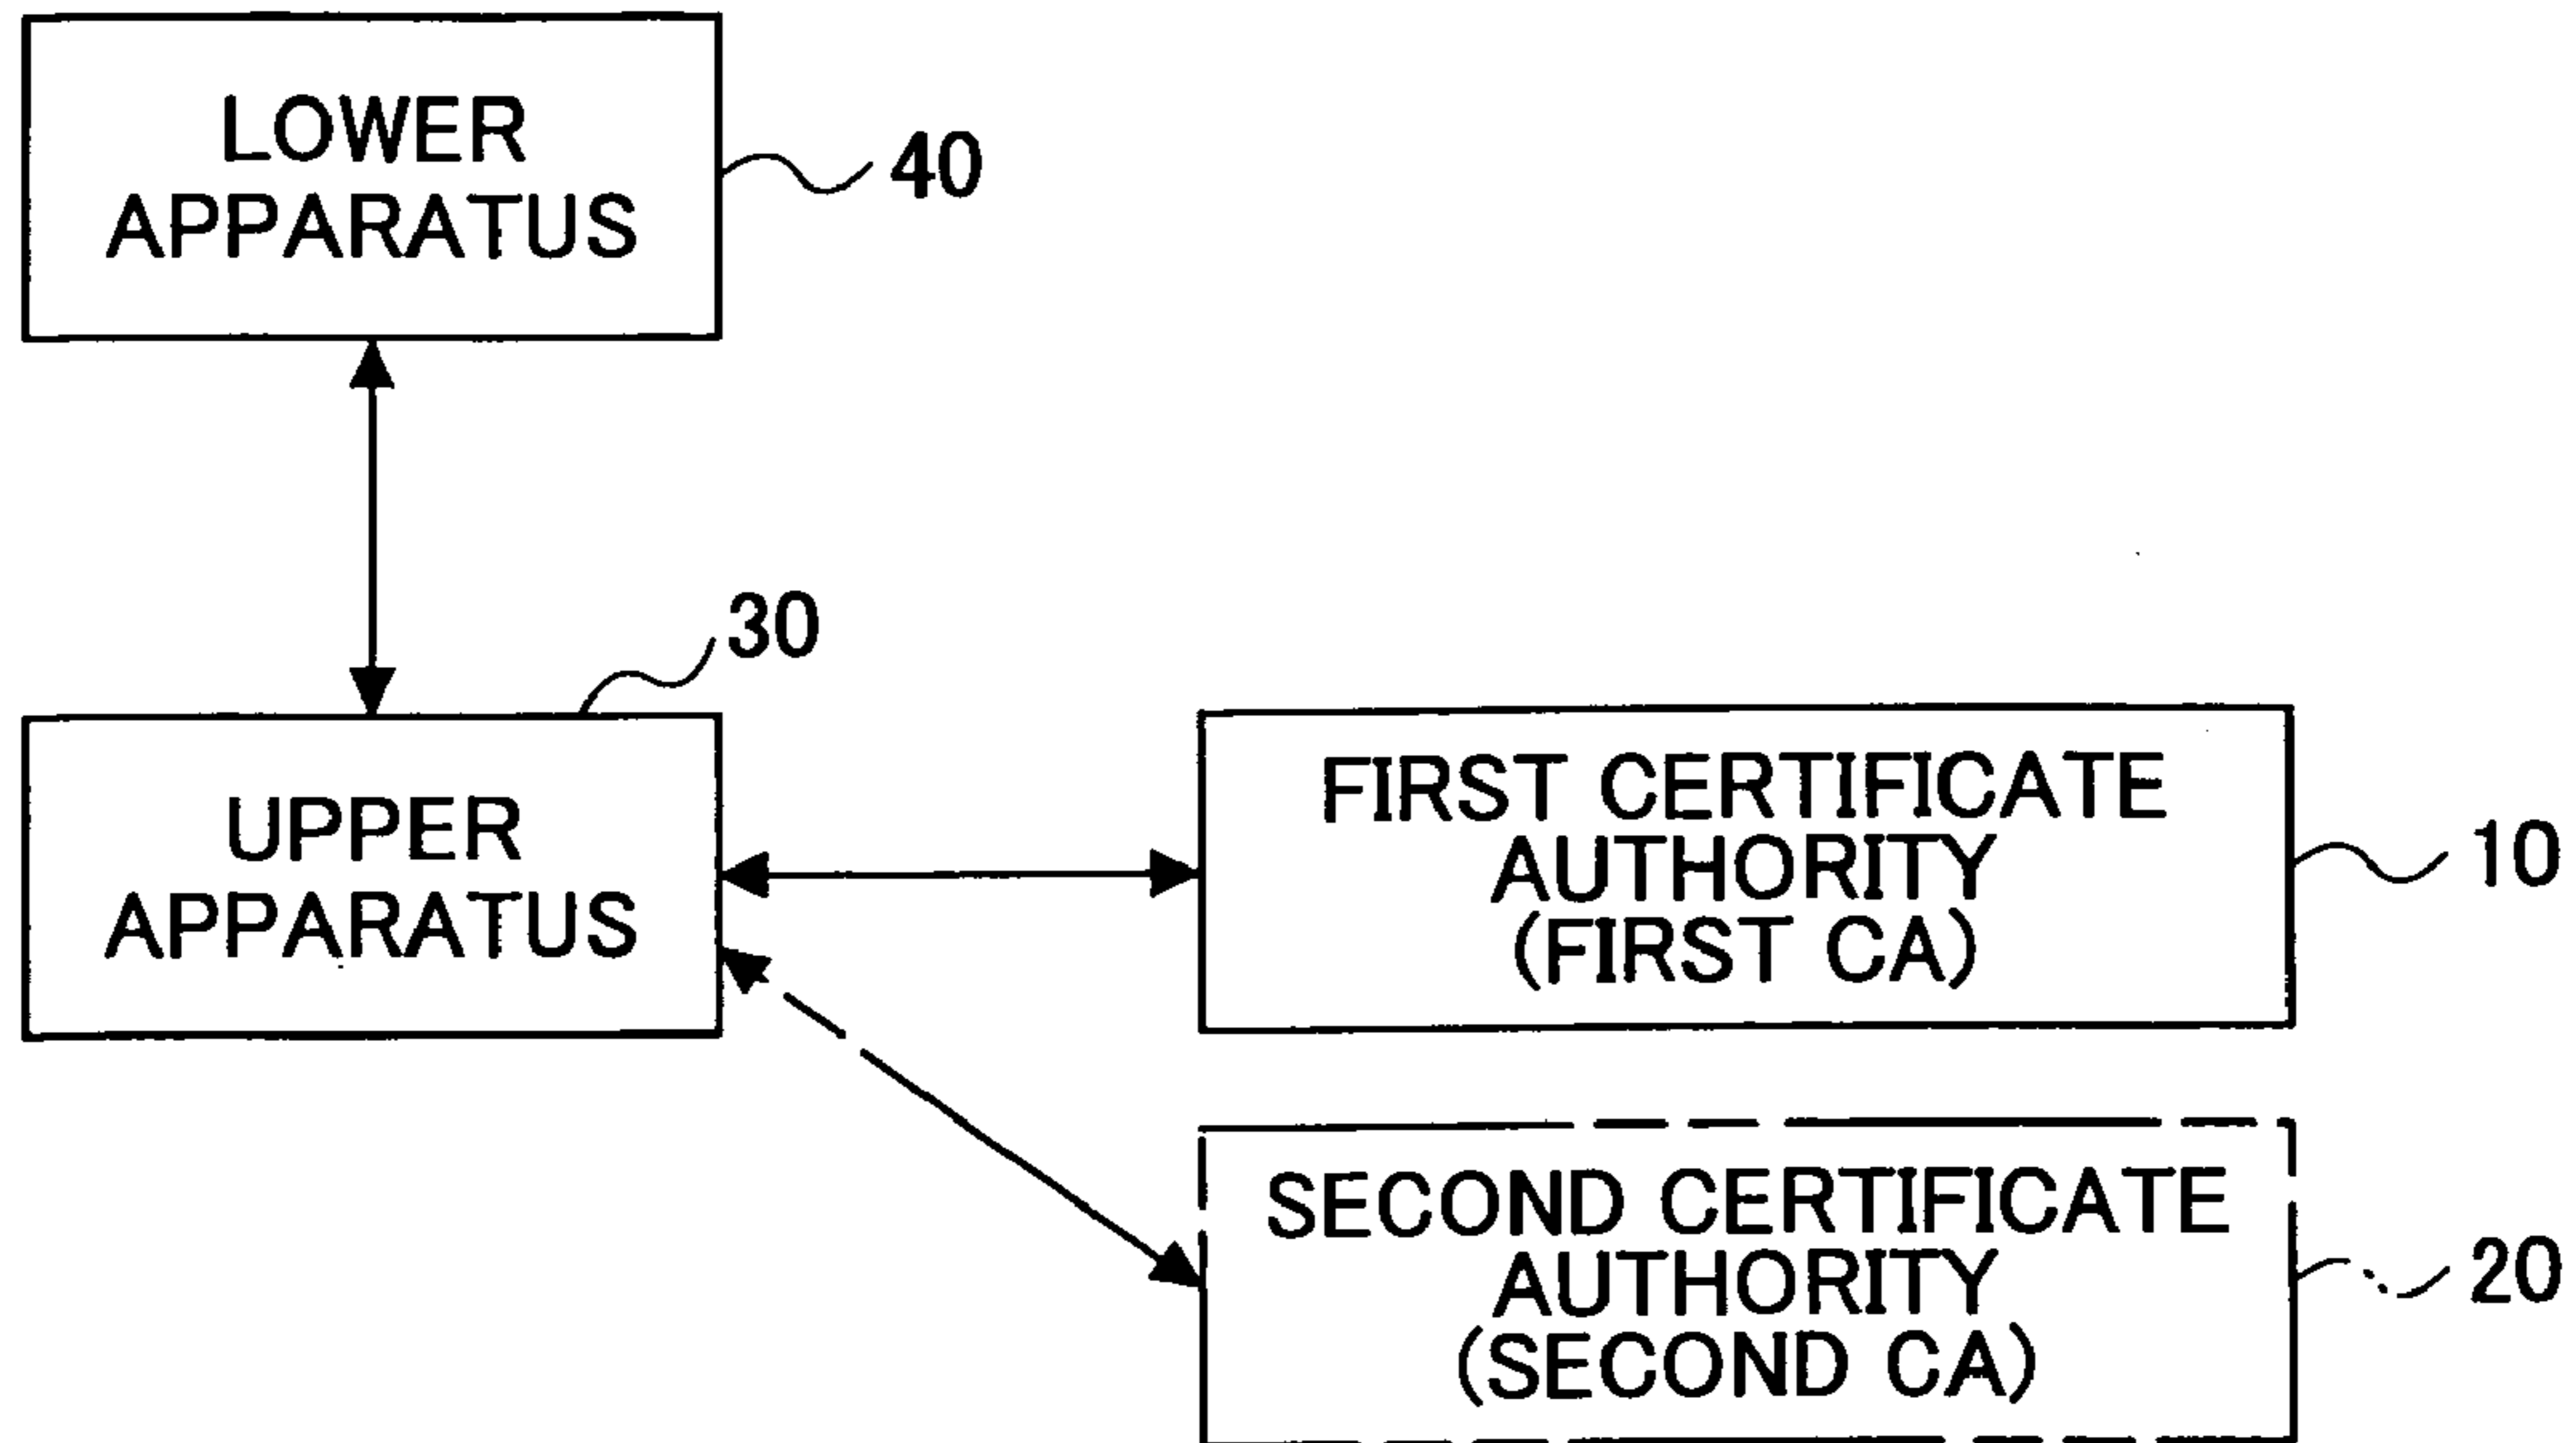 LOWER
APPARATUS
40
30
UPPER
APPARATUS
FIRST CERTIFICATE
AUTHORITY
(FIRST CA)
10
SECOND CERTIFICATE
AUTHORITY
(SECOND CA)
20